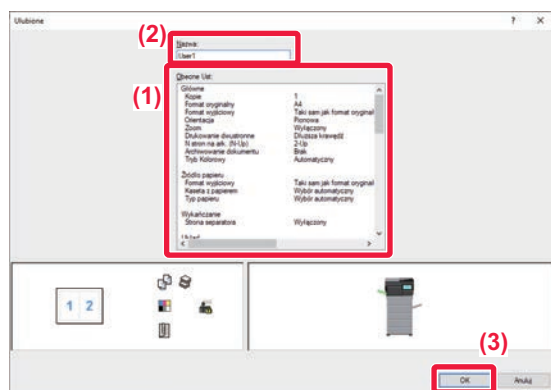 Ulubione ? X
(2)
Nazwa:
User1
(1)
Obecne Ust:
Główne
Kopie 1
Format oryginalny A4
Format wyjściowy Taki sam jak format oryginal
Orientacja Pionowa
Zoom Wyłączony
Drukowanie dwustronne Dłuższa krawędź
N stron na ark. (N-Up) 2-Up
Archiwowanie dokumentu Brak
Tryb Kolorowy Automatyczny
Źródło papieru
Format wyjściowy Taki sam jak format oryginal
Kaseta z papierem Wybór automatyczny
Typ papieru Wybór automatyczny
Wykańczanie
Strona separatora Wyłączony
1 2
(3)
OK Anuluj